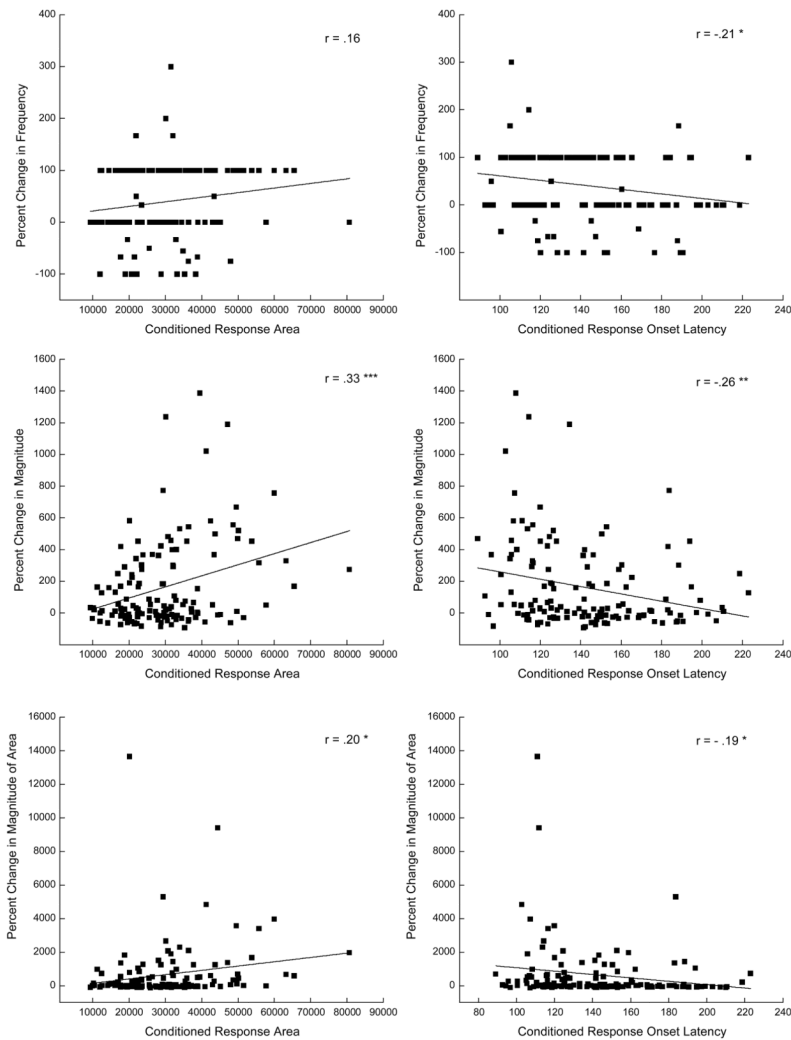 400
300
200
100
0
-100
Percent Change in Frequency
r = .16
10000 20000 30000 40000 50000 60000 70000 80000 90000
Conditioned Response Area
400
300
200
100
0
-100
Percent Change in Frequency
r = -.21 *
100 120 140 160 180 200 220 240
Conditioned Response Onset Latency
1600
1400
1200
1000
800
600
400
200
0
Percent Change in Magnitude
r = .33 ***
10000 20000 30000 40000 50000 60000 70000 80000 90000
Conditioned Response Area
1600
1400
1200
1000
800
600
400
200
0
Percent Change in Magnitude
r = -.26 **
100 120 140 160 180 200 220 240
Conditioned Response Onset Latency
16000
14000
12000
10000
8000
6000
4000
2000
0
Percent Change in Magnitude of Area
r = .20 *
10000 20000 30000 40000 50000 60000 70000 80000 90000
Conditioned Response Area
16000
14000
12000
10000
8000
6000
4000
2000
0
Percent Change in Magnitude of Area
r = - .19 *
80 100 120 140 160 180 200 220 240
Conditioned Response Onset Latency